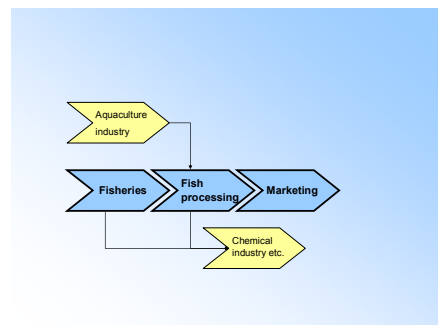 Aquaculture
industry
Fisheries
Fish
processing
Marketing
Chemical
industry etc.